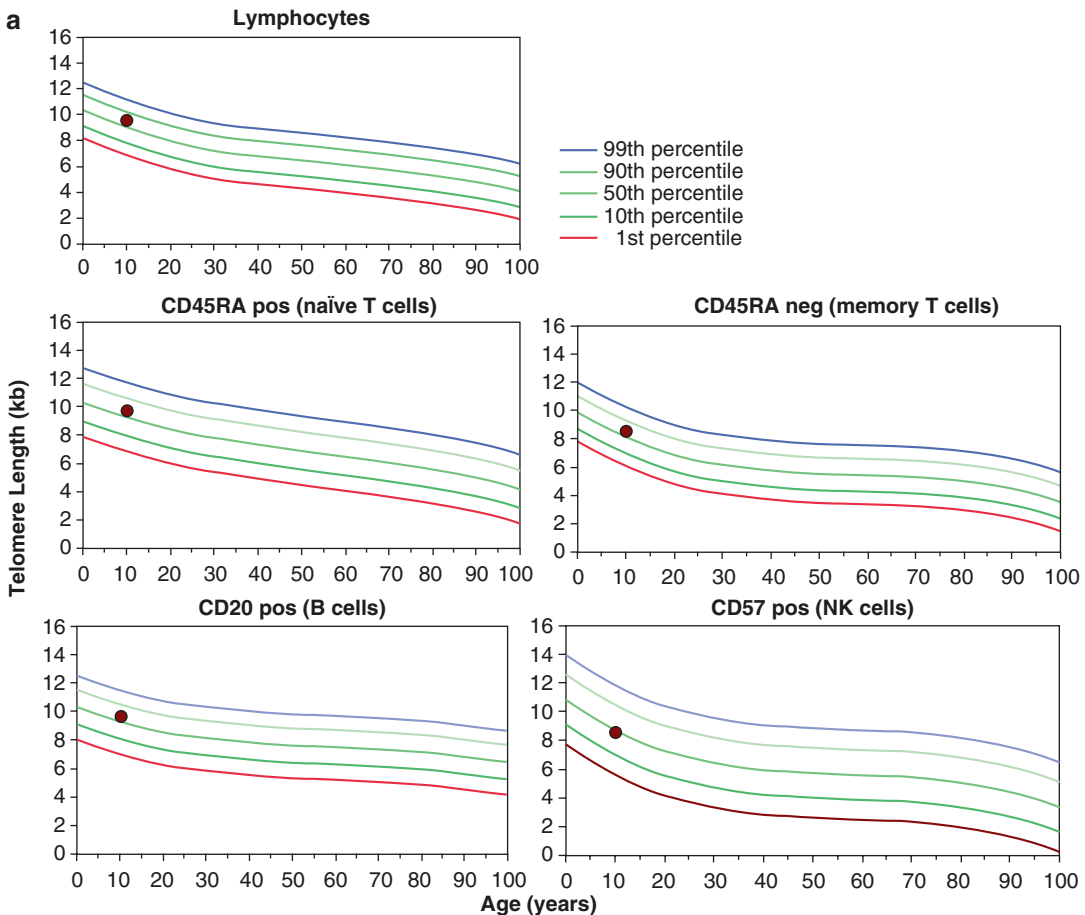 a
Lymphocytes
16
14
12
10
8
6
4
2
0
0 10 20 30 40 50 60 70 80 90 100
99th percentile
90th percentile
50th percentile
10th percentile
1st percentile
Telomere Length (kb)
CD45RA pos (naïve T cells)
16
14
12
10
8
6
4
2
0
0 10 20 30 40 50 60 70 80 90 100
CD45RA neg (memory T cells)
16
14
12
10
8
6
4
2
0
0 10 20 30 40 50 60 70 80 90 100
CD20 pos (B cells)
16
14
12
10
8
6
4
2
0
0 10 20 30 40 50 60 70 80 90 100
CD57 pos (NK cells)
16
14
12
10
8
6
4
2
0
0 10 20 30 40 50 60 70 80 90 100
Age (years)